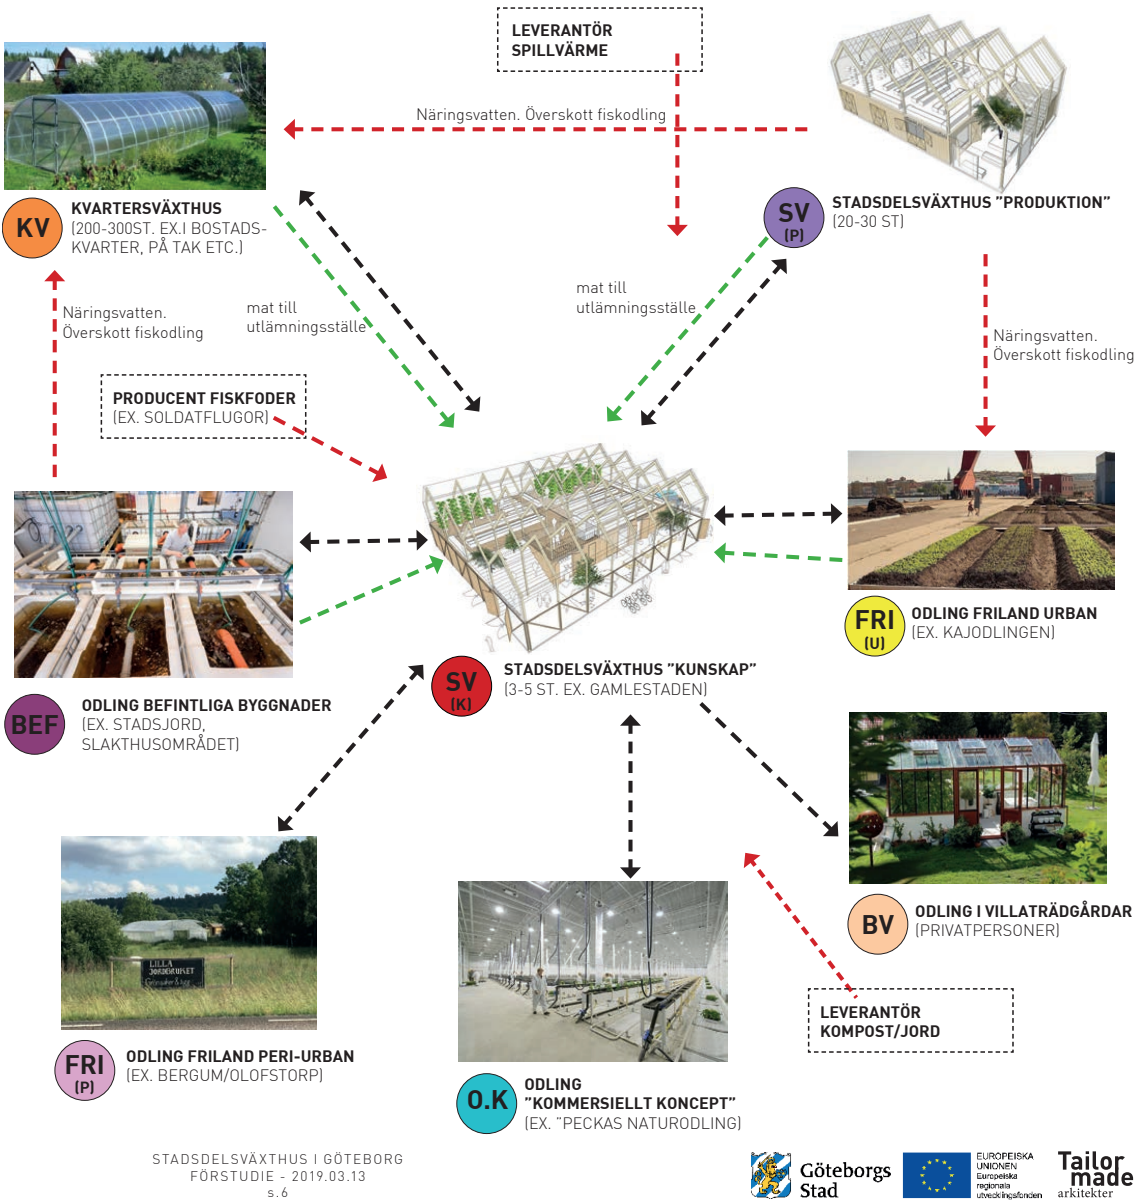 LEVERANTÖR
SPILLVÄRME
Näringsvatten. Överskott fiskodling
KV
KVARTERSVÄXTHUS
(200-300ST. EX.I BOSTADS-
KVARTER, PÅ TAK ETC.)
SV
(P)
STADSDELSVÄXTHUS ”PRODUKTION”
(20-30 ST)
Näringsvatten.
Överskott fiskodling
mat till
utlämningsställe
mat till
utlämningsställe
Näringsvatten.
Överskott fiskodling
PRODUCENT FISKFODER
(EX. SOLDATFLUGOR)
FRI
(U)
ODLING FRILAND URBAN
(EX. KAJODLINGEN)
SV
(K)
STADSDELSVÄXTHUS ”KUNSKAP”
(3-5 ST. EX. GAMLESTADEN)
BEF
ODLING BEFINTLIGA BYGGNADER
(EX. STADSJORD,
SLAKTHUSOMRÅDET)
BV
ODLING I VILLATRÄDGÅRDAR
(PRIVATPERSONER)
LILLA
JORDBRUKET
LEVERANTÖR
KOMPOST/JORD
FRI
(P)
ODLING FRILAND PERI-URBAN
(EX. BERGUM/OLOFSTORP)
O.K
ODLING
”KOMMERSIELLT KONCEPT”
(EX. ”PECKAS NATURODLING)
STADSDELSVÄXTHUS I GÖTEBORG
FÖRSTUDIE - 2019.03.13
s.6
Göteborgs
Stad
EUROPEISKA
UNIONEN
Europeiska
regionala
utvecklingsfonden
Tailor
made
arkitekter